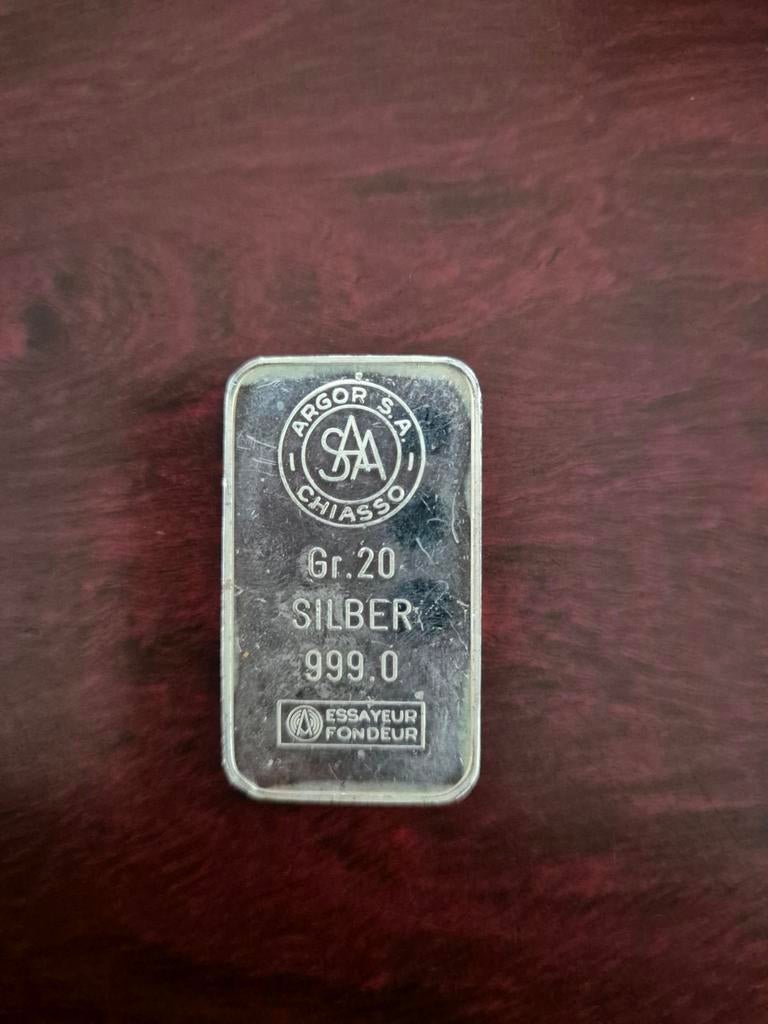 ARGOR S.A.
SAA
CHIASSO
Gr.20
SILBER
999.0
ESSAYEUR
FONDEUR